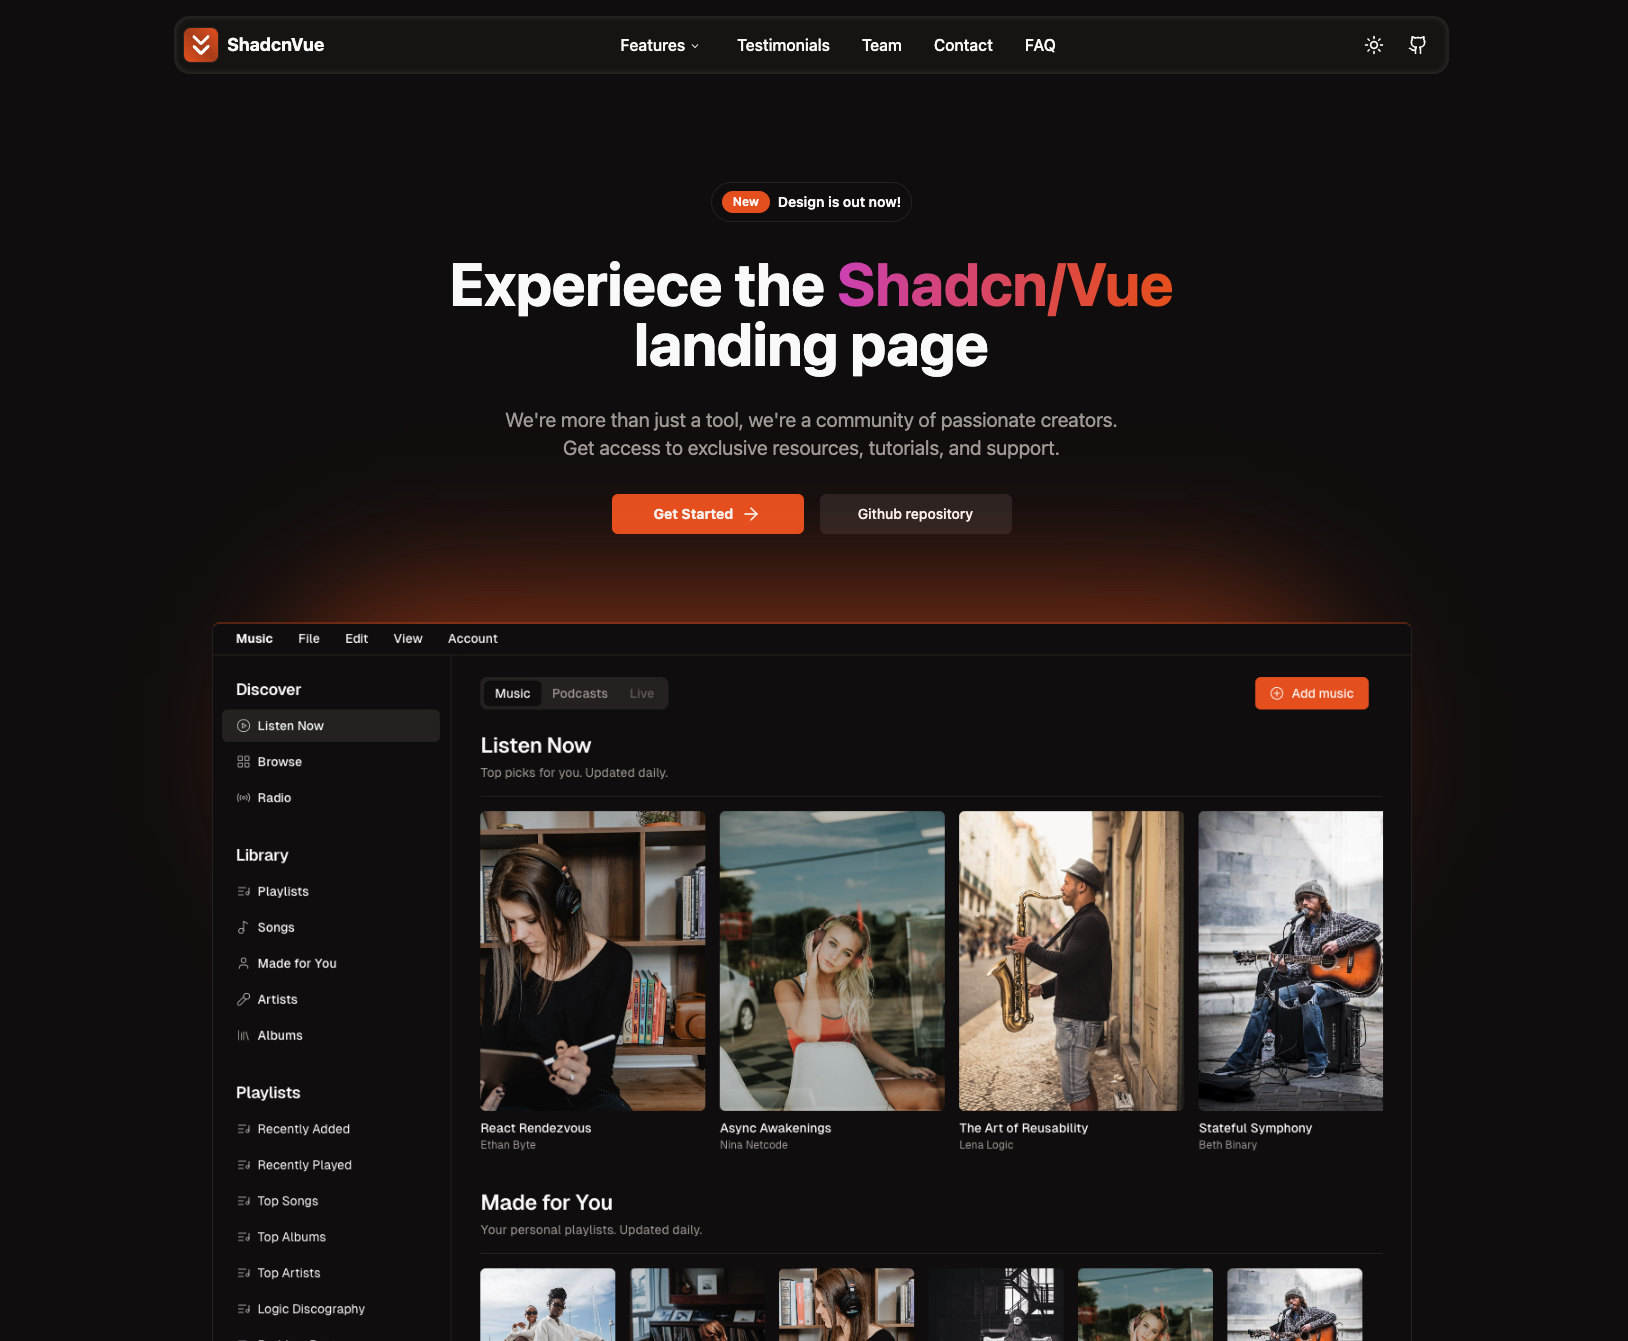 ShadcnVue
Features
Testimonials
Team
Contact
FAQ
New
Design is out now!
Experiece the Shadcn/Vue
landing page
We're more than just a tool, we're a community of passionate creators.
Get access to exclusive resources, tutorials, and support.
Get Started
Github repository
Music
File
Edit
View
Account
Discover
Listen Now
Browse
Radio
Library
Playlists
Songs
Made for You
Artists
Albums
Playlists
Recently Added
Recently Played
Top Songs
Top Albums
Top Artists
Logic Discography
Music
Podcasts
Live
Add music
Listen Now
Top picks for you. Updated daily.
React Rendezvous
Ethan Byte
Async Awakenings
Nina Netcode
The Art of Reusability
Lena Logic
Stateful Symphony
Beth Binary
Made for You
Your personal playlists. Updated daily.